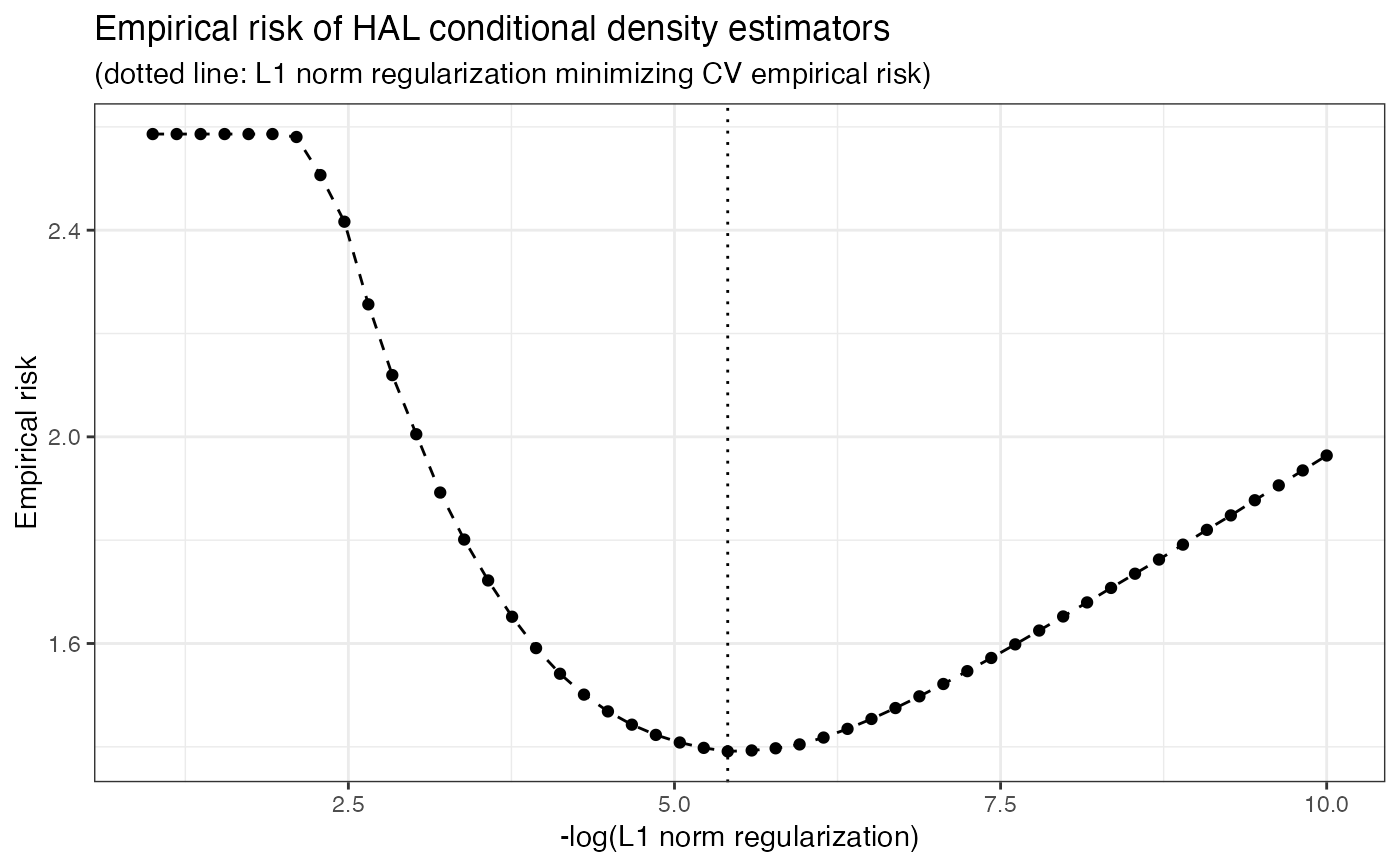 Empirical risk of HAL conditional density estimators
(dotted line: L1 norm regularization minimizing CV empirical risk)
Empirical risk
2.4
2.0
1.6
2.5
5.0
7.5
10.0
-log(L1 norm regularization)